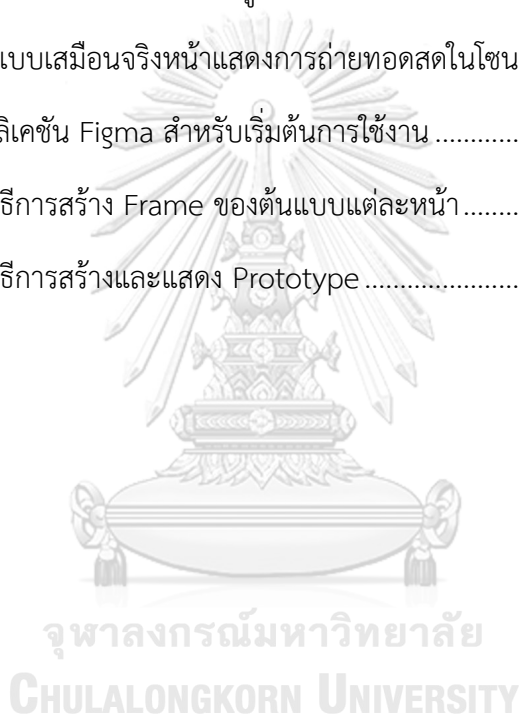 แบบเสมือนจริงหน้าแสดงการถ่ายทอดสดในโซน
ลิเคชัน Figma สำหรับเริ่มต้นการใช้งาน ............
ธีการสร้าง Frame ของต้นแบบแต่ละหน้า ........
ธีการสร้างและแสดง Prototype ......................
จุฬาลงกรณ์มหาวิทยาลัย
CHULALONGKORN UNIVERSITY